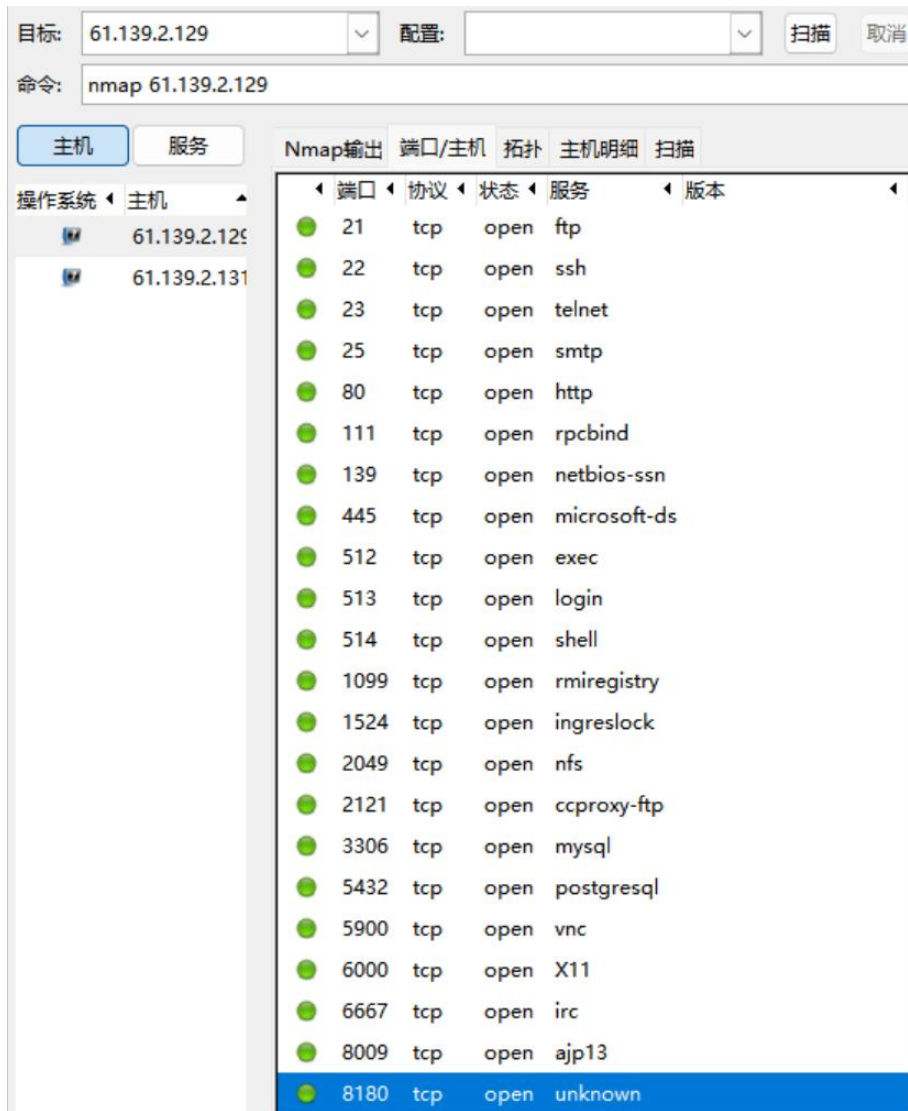 目标: 61.139.2.129 配置: 扫描 取消
命令: nmap 61.139.2.129
主机 服务 Nmap输出 端口/主机 拓扑 主机明细 扫描
操作系统 主机
61.139.2.129
61.139.2.131
端口 协议 状态 服务 版本
21 tcp open ftp
22 tcp open ssh
23 tcp open telnet
25 tcp open smtp
80 tcp open http
111 tcp open rpcbind
139 tcp open netbios-ssn
445 tcp open microsoft-ds
512 tcp open exec
513 tcp open login
514 tcp open shell
1099 tcp open rmiregistry
1524 tcp open ingreslock
2049 tcp open nfs
2121 tcp open ccproxy-ftp
3306 tcp open mysql
5432 tcp open postgresql
5900 tcp open vnc
6000 tcp open X11
6667 tcp open irc
8009 tcp open ajp13
8180 tcp open unknown